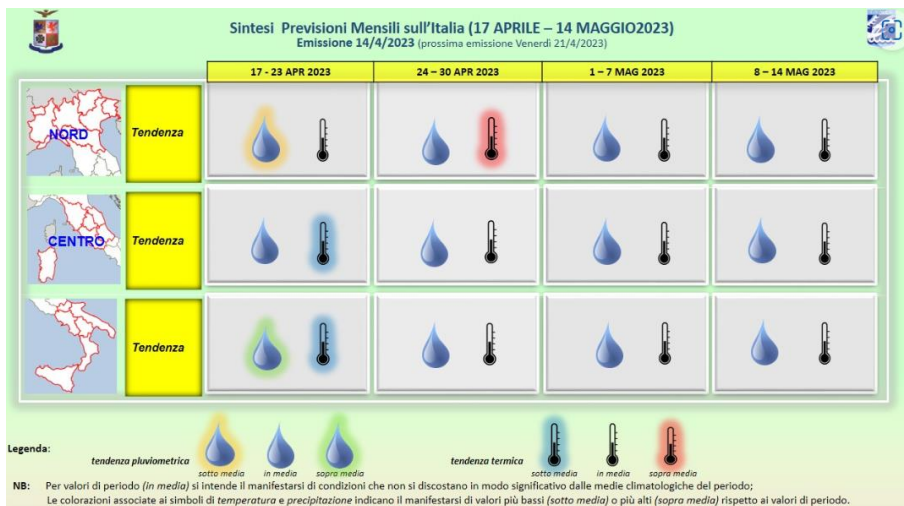 Sintesi Previsioni Mensili sull'Italia (17 APRILE – 14 MAGGIO2023)
Emissione 14/4/2023 (prossima emissione Venerdì 21/4/2023)
17 - 23 APR 2023
24 – 30 APR 2023
1 – 7 MAG 2023
8 – 14 MAG 2023
NORD
Tendenza
CENTRO
Tendenza
Tendenza
Legenda:
tendenza pluviometrica
sotto media
in media
sopra media
tendenza termica
sotto media
in media
sopra media
NB: Per valori di periodo (in media) si intende il manifestarsi di condizioni che non si discostano in modo significativo dalle medie climatologiche del periodo;
Le colorazioni associate ai simboli di temperatura e precipitazione indicano il manifestarsi di valori più bassi (sotto media) o più alti (sopra media) rispetto ai valori di periodo.